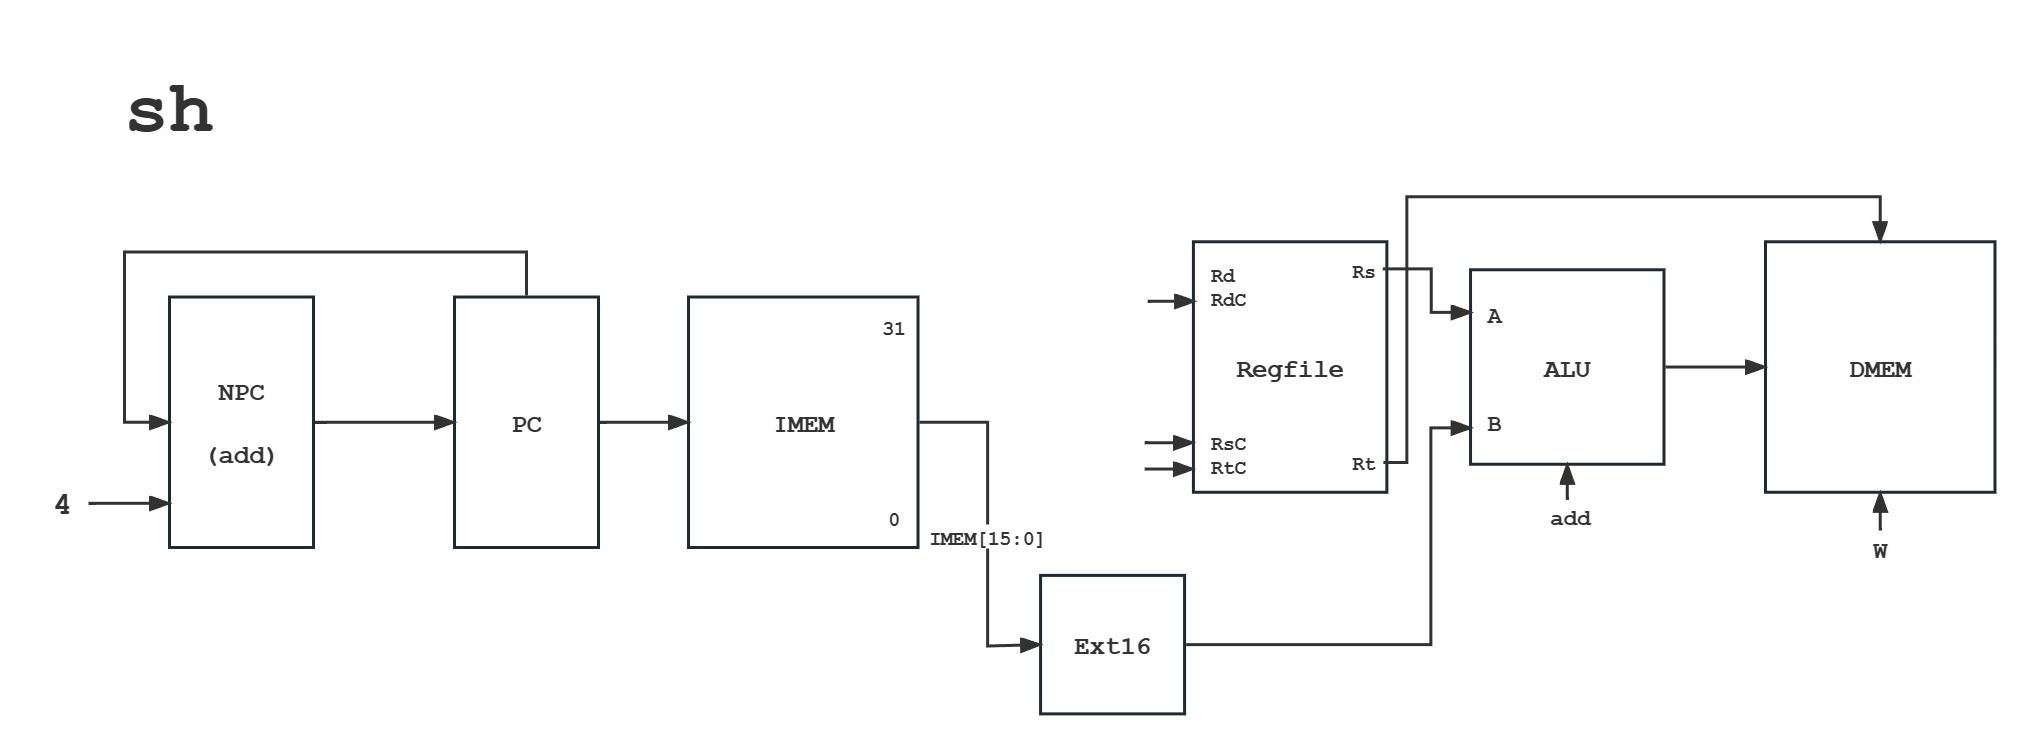 sh
NPC
(add)
4
PC
31
IMEM
0
IMEM[15:0]
Ext16
Rd
RdC
Rs
Regfile
RsC
RtC
Rt
A
ALU
B
add
DMEM
W